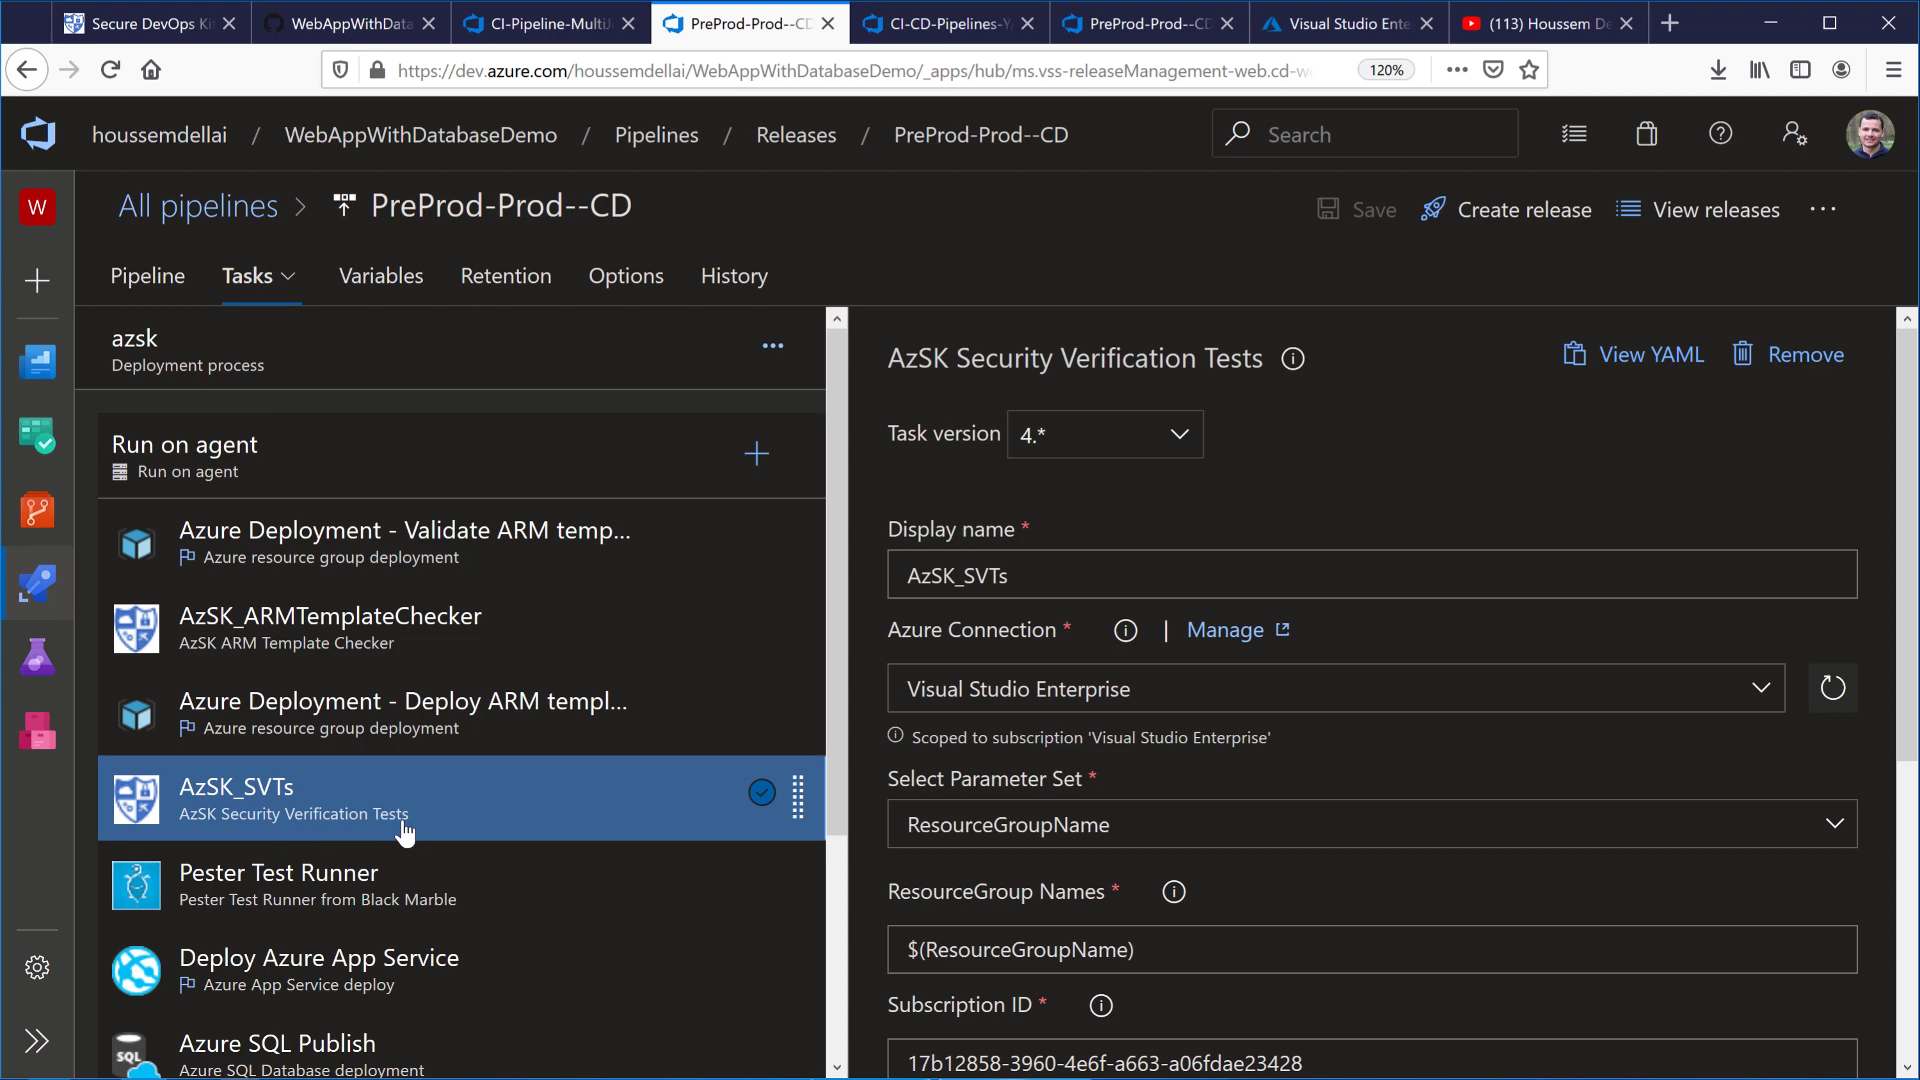 Secure DevOps Ki
WebAppWithData
CI-Pipeline-MultiJ
PreProd-Prod--CD
CI-CD-Pipelines-YA
PreProd-Prod--CD
Visual Studio Ente
(113) Houssem De
https://dev.azure.com/houssemdellai/WebAppWithDatabaseDemo/_apps/hub/ms.vss-releaseManagement-web.cd-w
120%
houssemdellai / WebAppWithDatabaseDemo / Pipelines / Releases / PreProd-Prod--CD
Search
W
All pipelines > PreProd-Prod--CD
Save
Create release
View releases
Pipeline
Tasks
Variables
Retention
Options
History
azsk
Deployment process
Run on agent
Run on agent
Azure Deployment - Validate ARM temp...
Azure resource group deployment
AzSK_ARMTemplateChecker
AzSK ARM Template Checker
Azure Deployment - Deploy ARM templ...
Azure resource group deployment
AzSK_SVTs
AzSK Security Verification Tests
Pester Test Runner
Pester Test Runner from Black Marble
Deploy Azure App Service
Azure App Service deploy
SQL
Azure SQL Publish
Azure SQL Database deployment
AzSK Security Verification Tests
View YAML
Remove
Task version
4.*
Display name *
AzSK_SVTs
Azure Connection * | Manage
Visual Studio Enterprise
Scoped to subscription 'Visual Studio Enterprise'
Select Parameter Set *
ResourceGroupName
ResourceGroup Names *
$(ResourceGroupName)
Subscription ID *
17b12858-3960-4e6f-a663-a06fdae23428